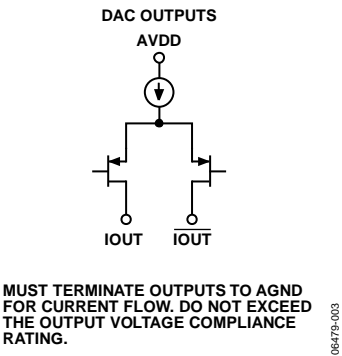 DAC OUTPUTS
AVDD
IOUT
IOUT
MUST TERMINATE OUTPUTS TO AGND
FOR CURRENT FLOW. DO NOT EXCEED
THE OUTPUT VOLTAGE COMPLIANCE
RATING.
06479-003